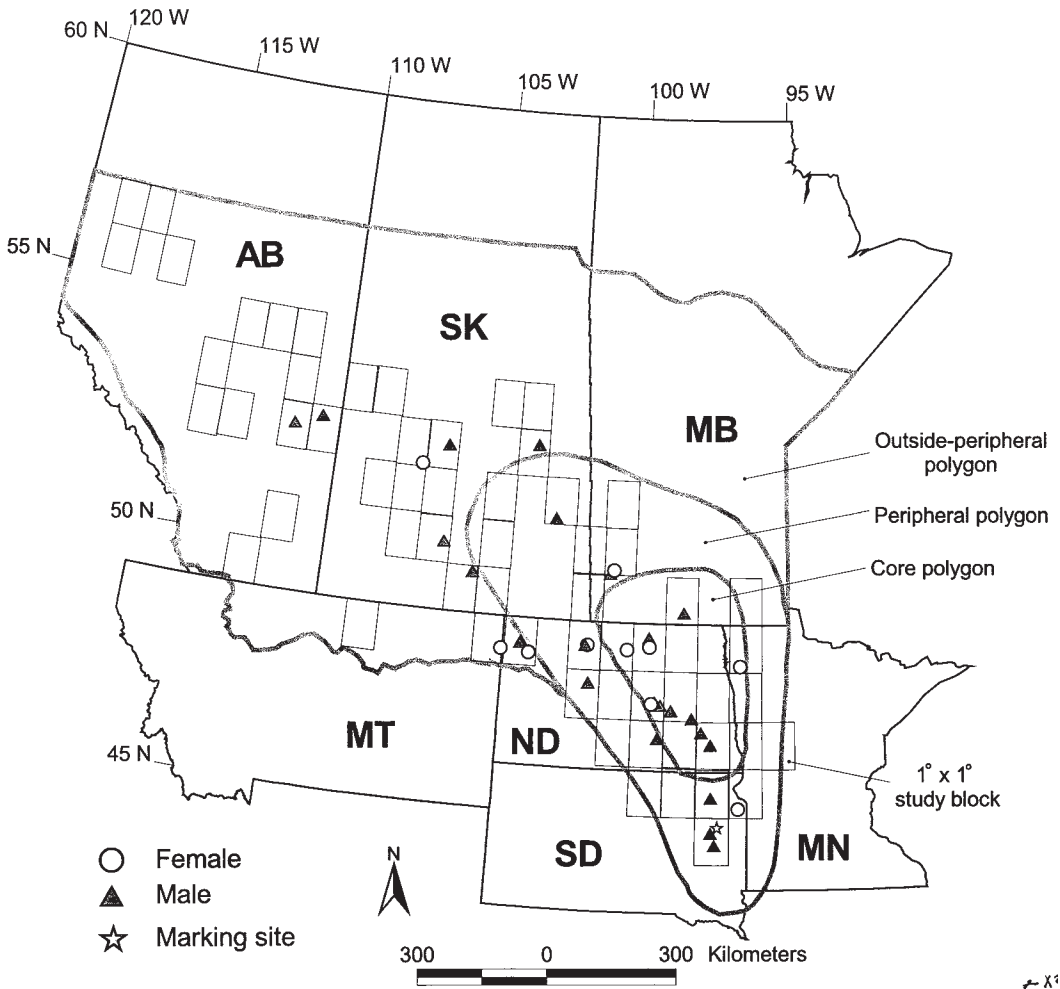 120 W
60 N
115 W
110 W
105 W
100 W
95 W
55 N
AB
SK
MB
Outside-peripheral
polygon
50 N
Peripheral polygon
Core polygon
MT
ND
45 N
1° x 1°
study block
SD
MN
Female
Male
Marking site
N
300 0 300 Kilometers